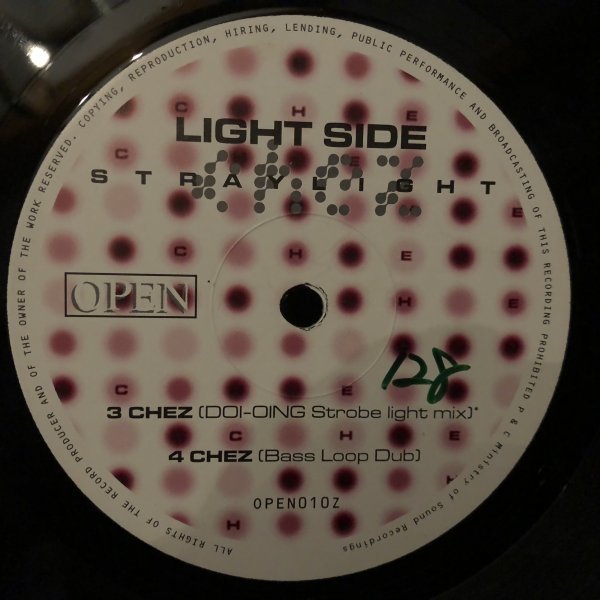 ALL RIGHTS OF THE RECORD PRODUCER AND OF THE OWNER OF THE WORK RESERVED. COPYING, REPRODUCTION, HIRING, LENDING, PUBLIC PERFORMANCE AND BROADCASTING OF THIS RECORDING PROHIBITED P & C Ministry of Sound Recordings
LIGHT SIDE
STRAYLIGHT
CHEZ
OPEN
128
3 CHEZ (DOI-OING Strobe light mix)*
4 CHEZ (Bass Loop Dub)
OPEN010Z